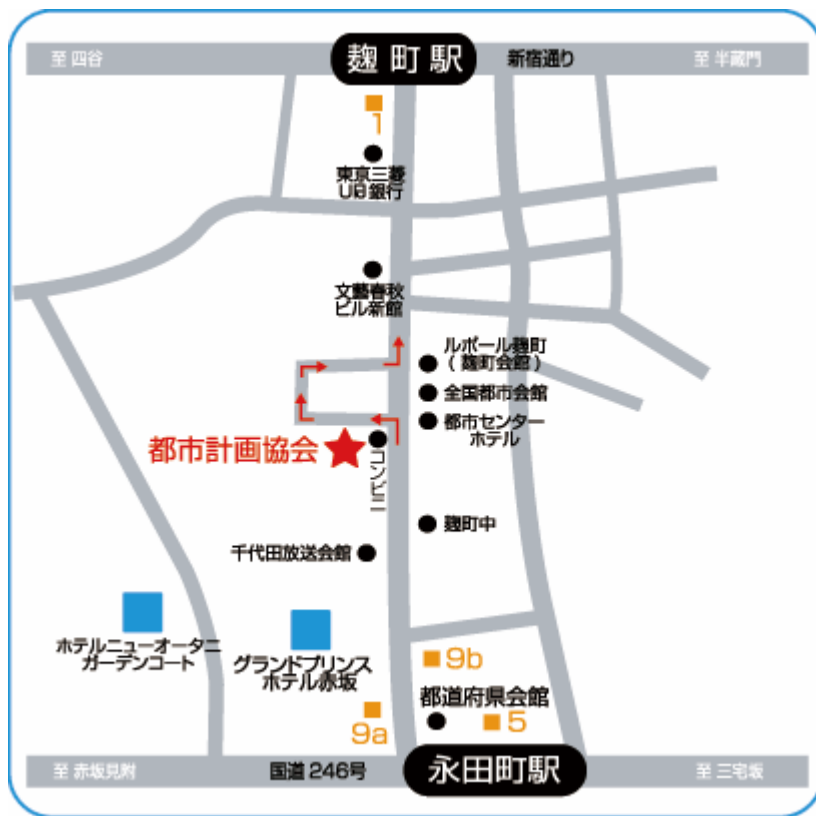 至 四谷
麹町駅
新宿通り
至 半蔵門
1
東京三菱
UFJ銀行
文藝春秋
ビル新館
ルポール麹町
( 麹町会館 )
全国都市会館
都市センター
ホテル
都市計画協会
コンビニ
麹町中
千代田放送会館
ホテルニューオータニ
ガーデンコート
グランドプリンス
ホテル赤坂
9b
都道府県会館
9a
5
至 赤坂見附
国道246号
永田町駅
至 三宅坂